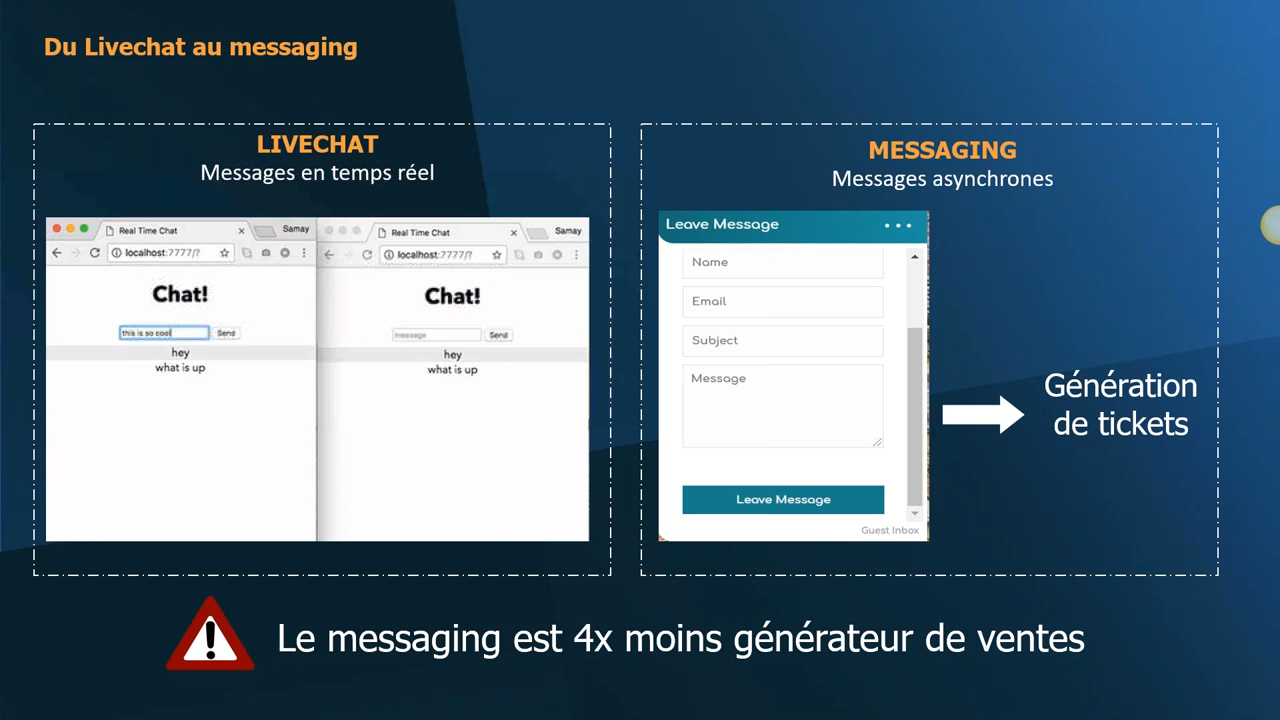 Du Livechat au messaging
LIVECHAT
Messages en temps réel
Real Time Chat
Samay
localhost:7777/?
Chat!
this is so cool
Send
hey
what is up
Real Time Chat
Samay
localhost:7777/?
Chat!
message
Send
hey
what is up
MESSAGING
Messages asynchrones
Leave Message
Name
Email
Subject
Message
Leave Message
Guest Inbox
Génération
de tickets
Le messaging est 4x moins générateur de ventes